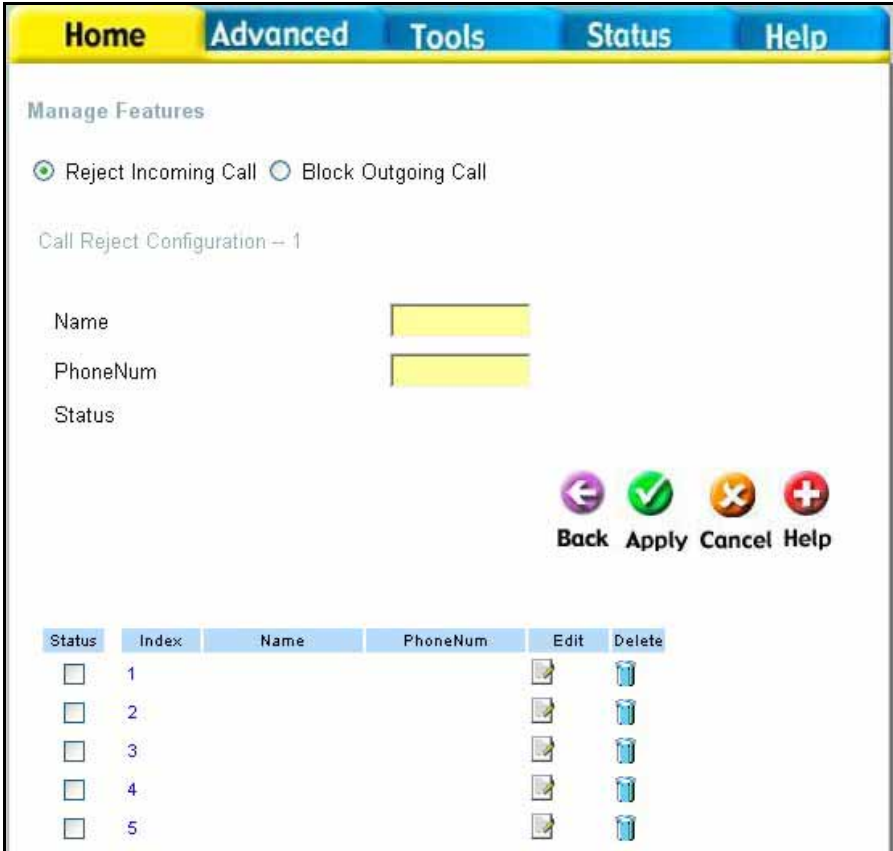 Home Advanced Tools Status Help
Manage Features
Reject Incoming Call Block Outgoing Call
Call Reject Configuration -- 1
Name
PhoneNum
Status
Back Apply Cancel Help
Status Index Name PhoneNum Edit Delete
1
2
3
4
5